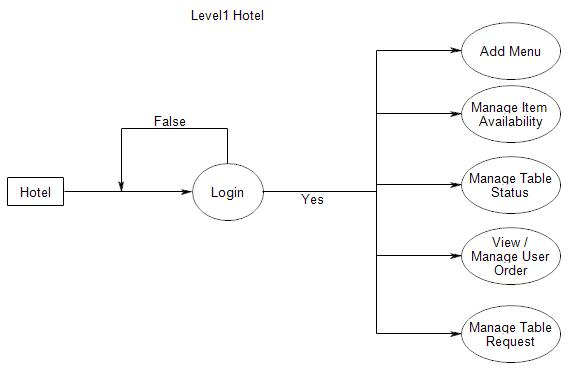 Level1 Hotel
Add Menu
Manage Item
Availability
False
Hotel
Login
Yes
Manage Table
Status
View /
Manage User
Order
Manage Table
Request